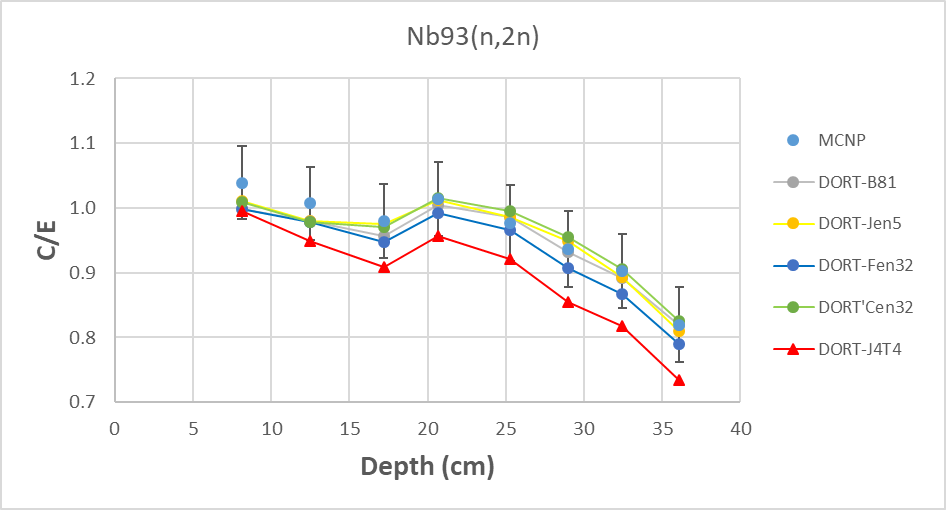 Nb93(n,2n)
1.2
1.1
1.0
0.9
0.8
0.7
C/E
0
5
10
15
20
25
30
35
40
Depth (cm)
MCNP
DORT-B81
DORT-Jen5
DORT-Fen32
DORT'Cen32
DORT-J4T4